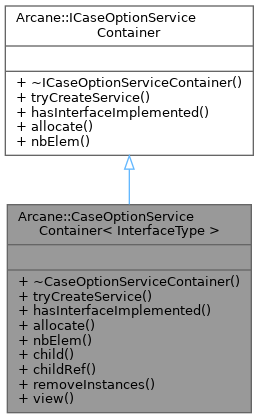 Arcane::ICaseOptionService
Container
+ ~ICaseOptionServiceContainer()
+ tryCreateService()
+ hasInterfaceImplemented()
+ allocate()
+ nbElem()
Arcane::CaseOptionService
Container< InterfaceType >
+ ~CaseOptionServiceContainer()
+ tryCreateService()
+ hasInterfaceImplemented()
+ allocate()
+ nbElem()
+ child()
+ childRef()
+ removeInstances()
+ view()